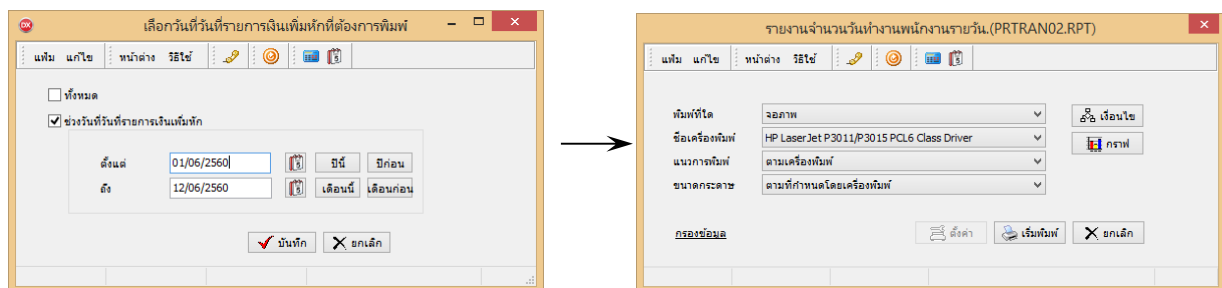 เลือกวันที่วันที่รายการเงินเพิ่มหักที่ต้องการพิมพ์
แฟ้ม แก้ไข หน้าต่าง วิธีใช้
ทั้งหมด
ช่วงวันที่วันที่รายการเงินเพิ่มหัก
ตั้งแต่ 01/06/2560 ปีนี้ ปีก่อน
ถึง 12/06/2560 เดือนนี้ เดือนก่อน
บันทึก ยกเลิก
รายงานจำนวนวันทำงานพนักงานรายวัน.(PRTRAN02.RPT)
แฟ้ม แก้ไข หน้าต่าง วิธีใช้
พิมพ์ที่ใด จอภาพ เงื่อนไข
ชื่อเครื่องพิมพ์ HP LaserJet P3011/P3015 PCL6 Class Driver กราฟ
แนวการพิมพ์ ตามเครื่องพิมพ์
ขนาดกระดาษ ตามที่กำหนดโดยเครื่องพิมพ์
กรองข้อมูล ตั้งค่า เริ่มพิมพ์ ยกเลิก